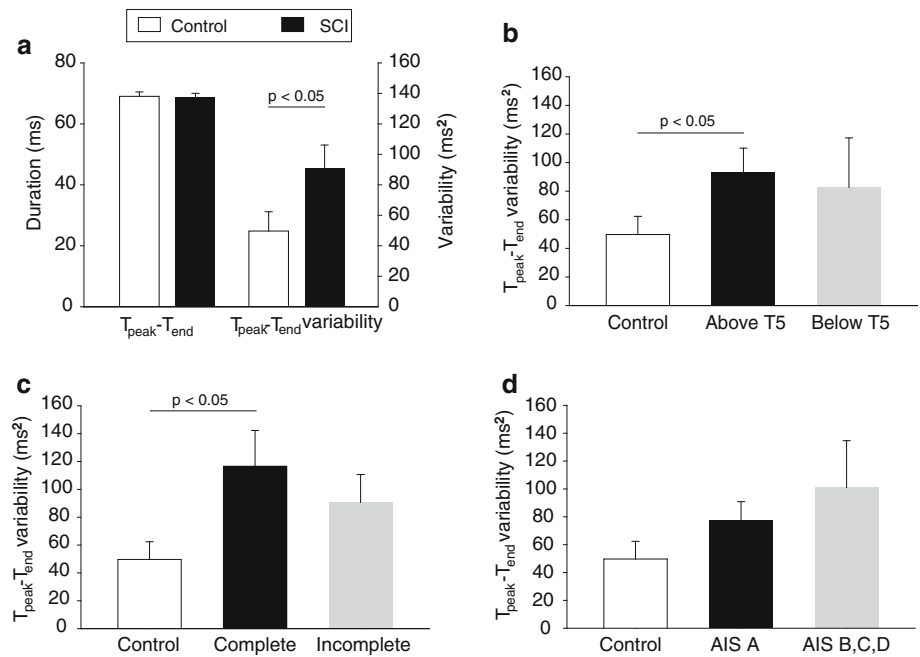 Control SCI
a
80
60
40
20
0
Duration (ms)
160
140
120
100
80
60
40
20
0
Variability (ms²)
p < 0.05
Tpeak-Tend
Tpeak-Tend variability
b
160
140
120
100
80
60
40
20
0
Tpeak-Tend variability (ms²)
p < 0.05
Control Above T5 Below T5
c
160
140
120
100
80
60
40
20
0
Tpeak-Tend variability (ms²)
p < 0.05
Control Complete Incomplete
d
160
140
120
100
80
60
40
20
0
Tpeak-Tend variability (ms²)
Control AIS A AIS B,C,D